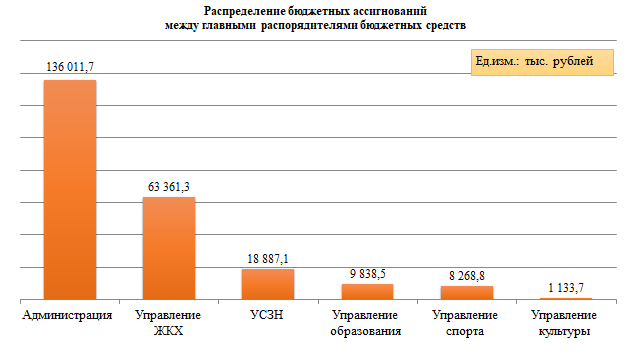 Распределение бюджетных ассигнований
между главными распорядителями бюджетных средств
Ед.изм.: тыс. рублей
136 011,7
63 361,3
18 887,1
9 838,5
8 268,8
1 133,7
Администрация
Управление
ЖКХ
УСЗН
Управление
образования
Управление
спорта
Управление
культуры